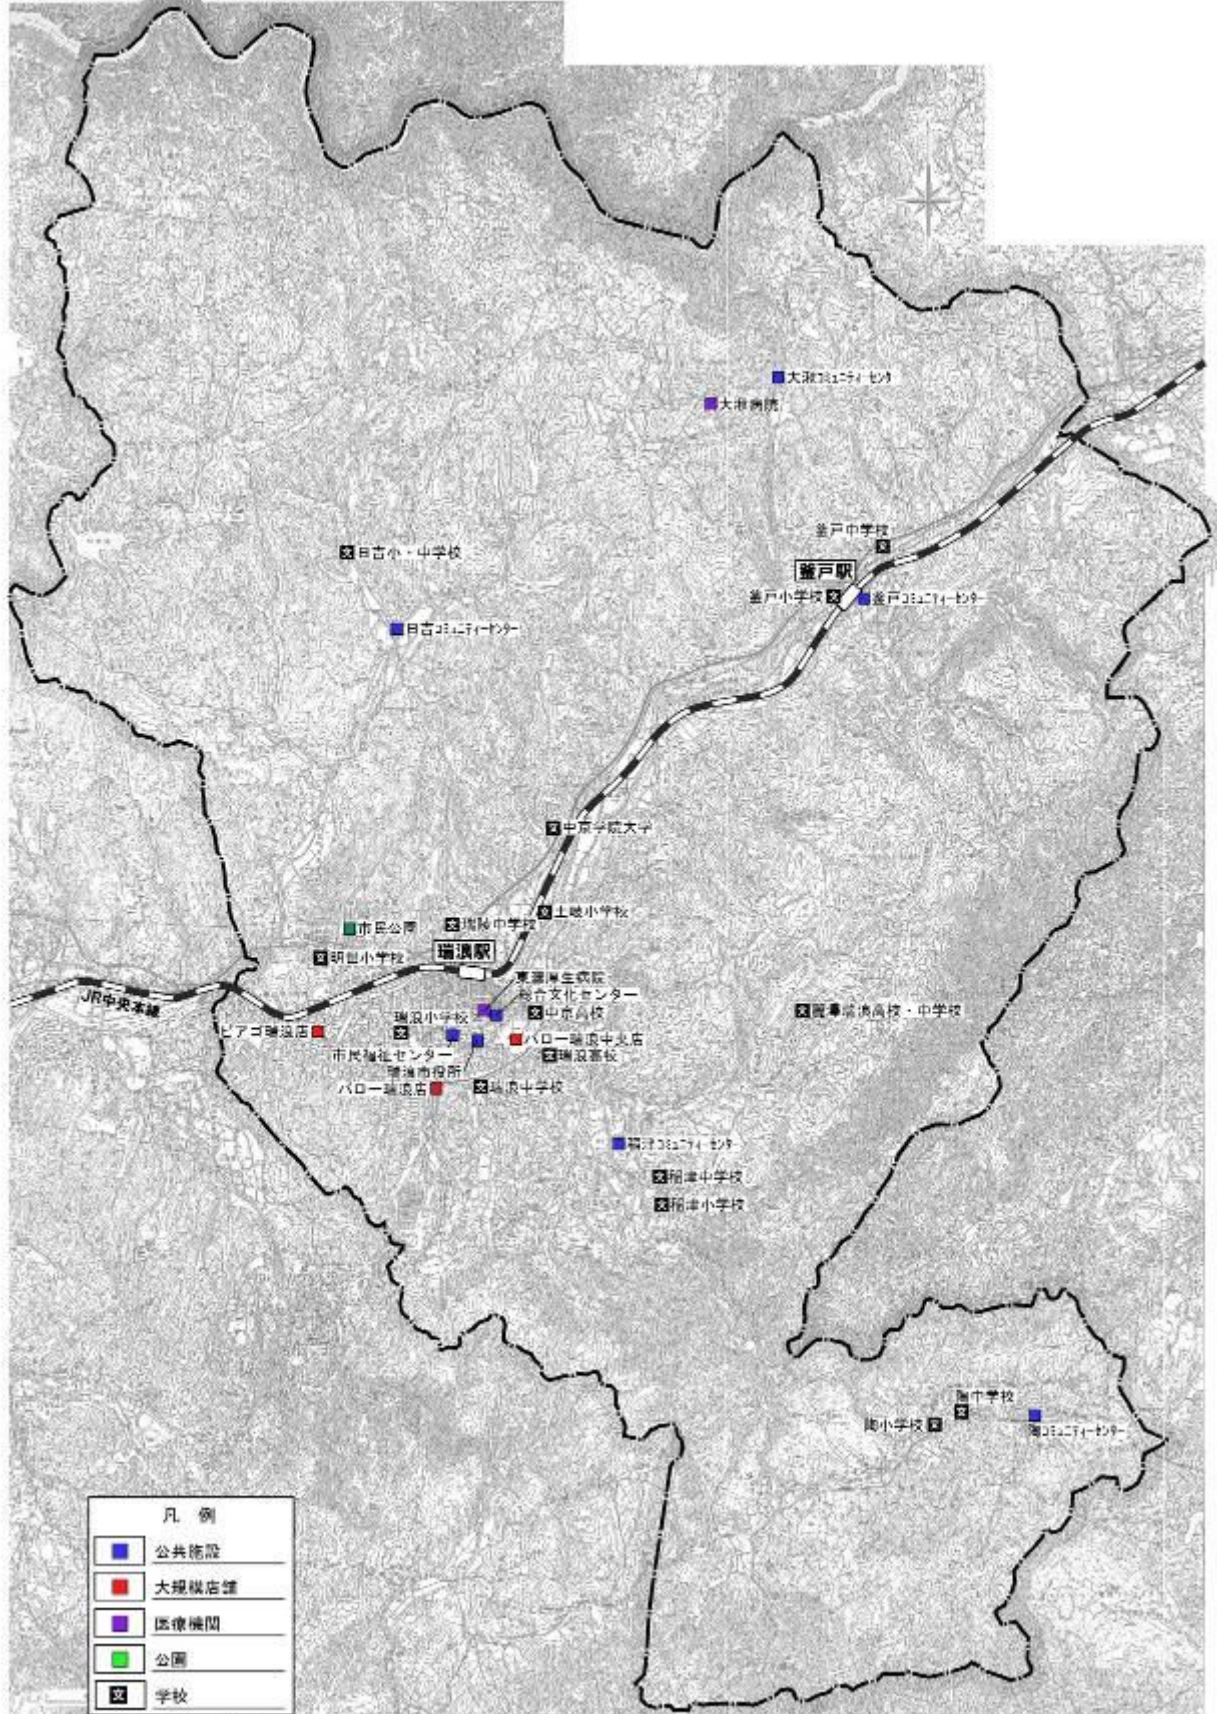 大湫コミュニティーセンタ
大湫病院
釜戸中学校
日吉小・中学校
釜戸駅
釜戸小学校
釜戸コミュニティーセンター
日吉コミュニティーセンター
中京学院大学
土岐小学校
瑞陵中学校
市民公園
瑞浪駅
明世小学校
東濃厚生病院
総合文化センター
JR中央本線
中京高校
麗澤瑞浪高校・中学校
瑞浪小学校
ピアゴ瑞浪店
バロー瑞浪中央店
市民福祉センター
瑞浪高校
瑞浪市役所
バロー瑞浪店
瑞浪中学校
稲津コミュニティーセンター
稲津中学校
稲津小学校
陶中学校
陶小学校
陶コミュニティーセンター
凡 例
公共施設
大規模店舗
医療機関
公園
文 学校